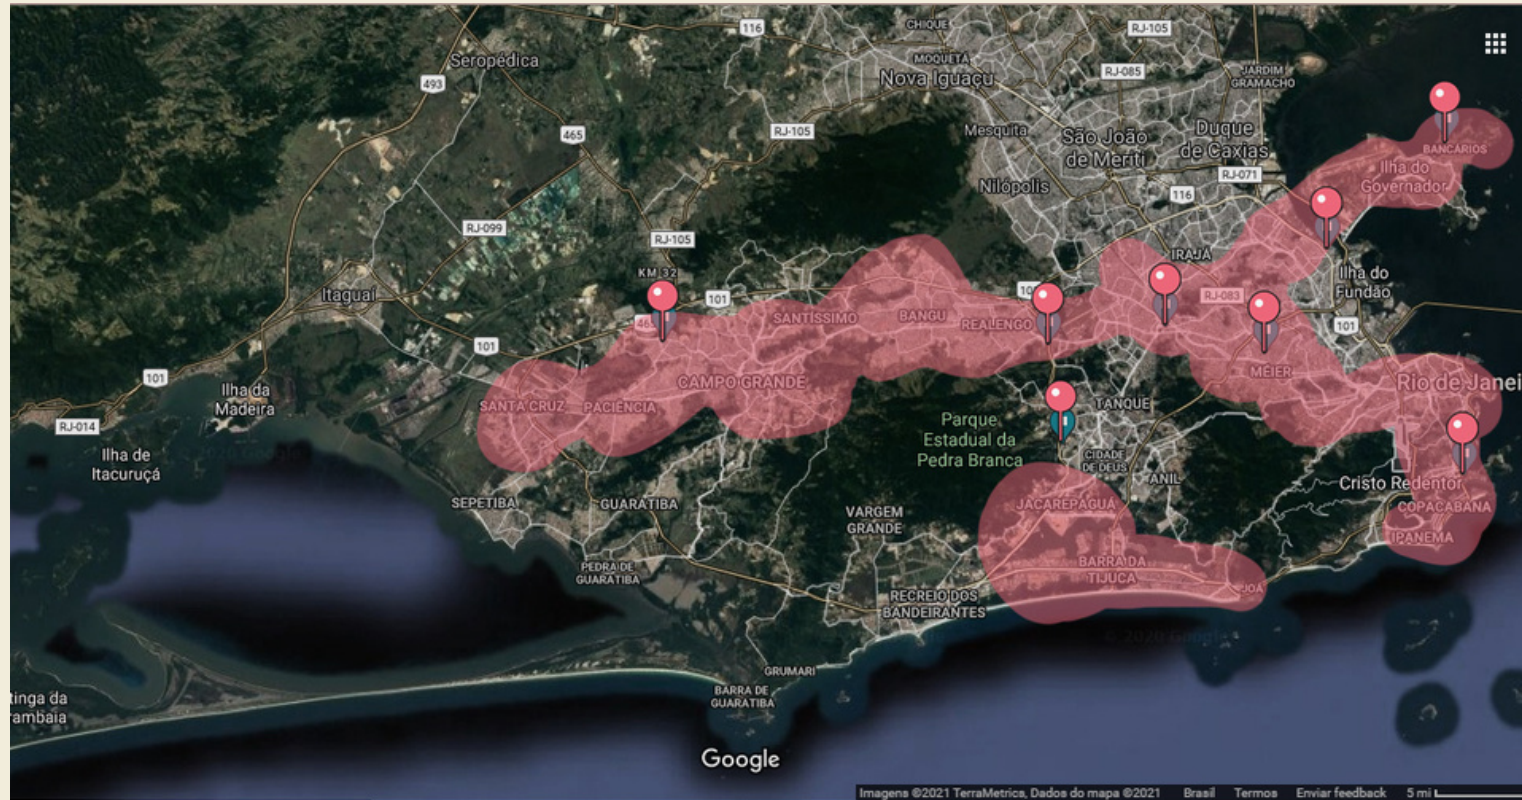 116
CHIQUE
RJ-105
Seropédica
MOQUETÁ
Nova Iguaçu
RJ-085
JARDIM
GRAMACHO
493
465
RJ-105
Mesquita
São João
de Meriti
Duque
de Caxias
BANCÁRIOS
Ilha do
Governador
RJ-071
Nilópolis
116
RJ-099
RJ-105
IRAJÁ
KM 32
Itaguaí
101
Ilha do
Fundão
RJ-083
465
SANTÍSSIMO
BANGU
REALENGO
101
101
101
Ilha da
Madeira
CAMPO GRANDE
MÉIER
Rio de Janei
SANTA CRUZ
PACIÊNCIA
TANQUE
RJ-014
Parque
Estadual da
Pedra Branca
Ilha de
Itacuruçá
CIDADE
DE DEUS
ANIL
Cristo Redentor
SEPETIBA
GUARATIBA
JACAREPAGUÁ
COPACABANA
VARGEM
GRANDE
IPANEMA
PEDRA DE
GUARATIBA
BARRA DA
TIJUCA
JOÁ
RECREIO DOS
BANDEIRANTES
© 2020 Google
GRUMARI
BARRA DE
GUARATIBA
tinga da
rambaia
Google
Imagens ©2021 TerraMetrics, Dados do mapa ©2021 Brasil Termos Enviar feedback 5 mi